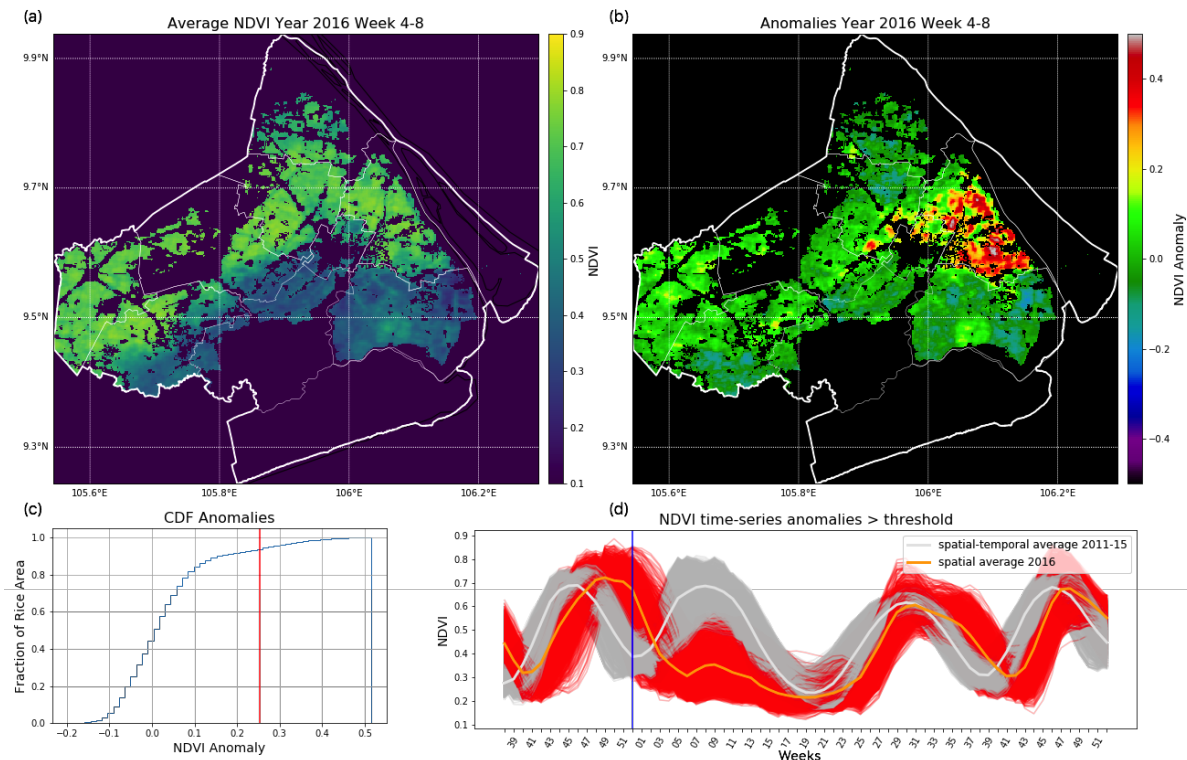 (a)
Average NDVI Year 2016 Week 4-8
9.9°N
9.7°N
9.5°N
9.3°N
105.6°E 105.8°E 106°E 106.2°E
0.9
0.8
0.7
0.6
0.5
0.4
0.3
0.2
0.1
NDVI
(b)
Anomalies Year 2016 Week 4-8
9.9°N
9.7°N
9.5°N
9.3°N
105.6°E 105.8°E 106°E 106.2°E
0.4
0.2
0.0
−0.2
−0.4
NDVI Anomaly
(c)
CDF Anomalies
Fraction of Rice Area
1.0
0.8
0.6
0.4
0.2
0.0
−0.2 −0.1 0.0 0.1 0.2 0.3 0.4 0.5
NDVI Anomaly
(d)
NDVI time-series anomalies > threshold
spatial-temporal average 2011-15
spatial average 2016
NDVI
0.9
0.8
0.7
0.6
0.5
0.4
0.3
0.2
0.1
39 41 43 45 47 49 51 01 03 05 07 09 11 13 15 17 19 21 23 25 27 29 31 33 35 37 39 41 43 45 47 49 51
Weeks